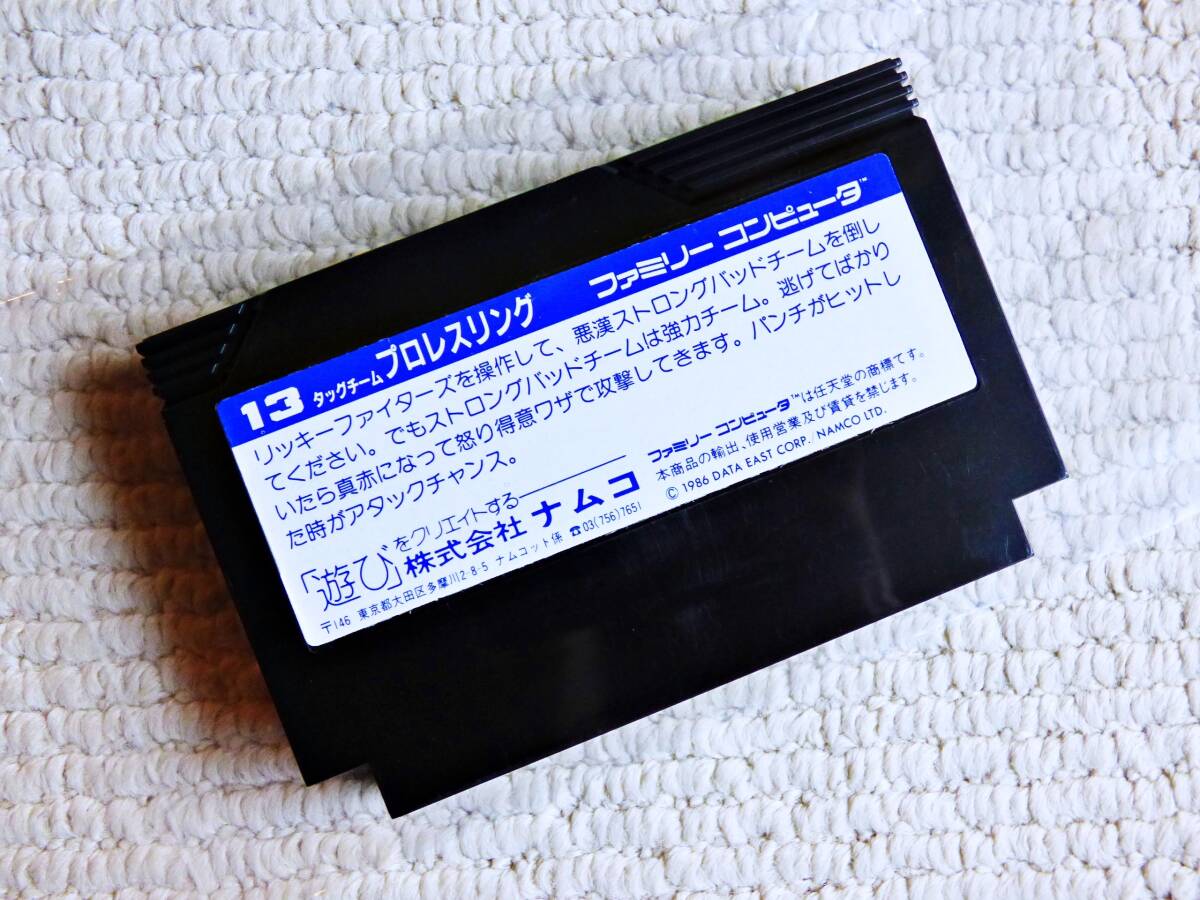 13 タッグチーム プロレスリング ファミリー コンピュータ™
リッキーファイターズを操作して、悪漢ストロングバッドチームを倒し
てください。でもストロングバッドチームは強力チーム。逃げてばかり
いたら真赤になって怒り得意ワザで攻撃してきます。パンチがヒットし
た時がアタックチャンス。
「遊び」をクリエイトする
株式会社 ナムコ
〒146 東京都大田区多摩川2-8-5 ナムコット係 ☎03(756)7651
ファミリー コンピュータ™は任天堂の商標です。
本商品の輸出、使用営業及び賃貸を禁じます。
© 1986 DATA EAST CORP./NAMCO LTD.